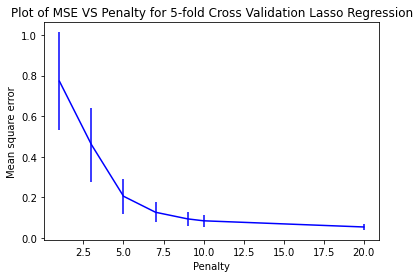 Plot of MSE VS Penalty for 5-fold Cross Validation Lasso Regression
1.0
0.8
0.6
0.4
0.2
0.0
Mean square error
2.5 5.0 7.5 10.0 12.5 15.0 17.5 20.0
Penalty